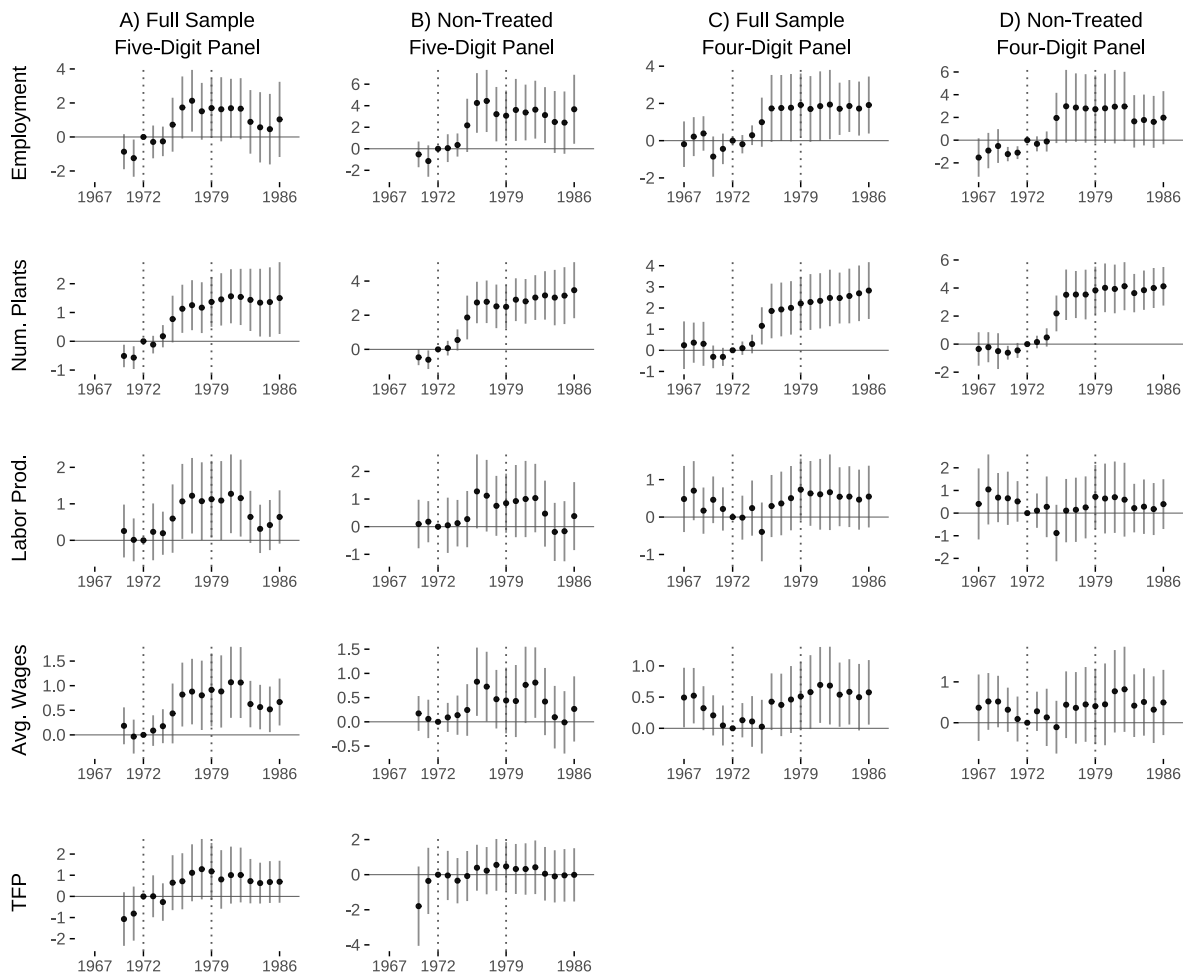 A) Full Sample
Five-Digit Panel
B) Non-Treated
Five-Digit Panel
C) Full Sample
Four-Digit Panel
D) Non-Treated
Four-Digit Panel
Employment
4
2
0
-2
1967 1972 1979 1986
6
4
2
0
-2
1967 1972 1979 1986
4
2
0
-2
1967 1972 1979 1986
6
4
2
0
-2
1967 1972 1979 1986
Num. Plants
2
1
0
-1
1967 1972 1979 1986
4
2
0
1967 1972 1979 1986
4
3
2
1
0
-1
1967 1972 1979 1986
6
4
2
0
-2
1967 1972 1979 1986
Labor Prod.
2
1
0
1967 1972 1979 1986
2
1
0
-1
1967 1972 1979 1986
1
0
-1
1967 1972 1979 1986
2
1
0
-1
-2
1967 1972 1979 1986
Avg. Wages
1.5
1.0
0.5
0.0
1967 1972 1979 1986
1.5
1.0
0.5
0.0
-0.5
1967 1972 1979 1986
1.0
0.5
0.0
1967 1972 1979 1986
1
0
1967 1972 1979 1986
TFP
2
1
0
-1
-2
1967 1972 1979 1986
2
0
-2
-4
1967 1972 1979 1986